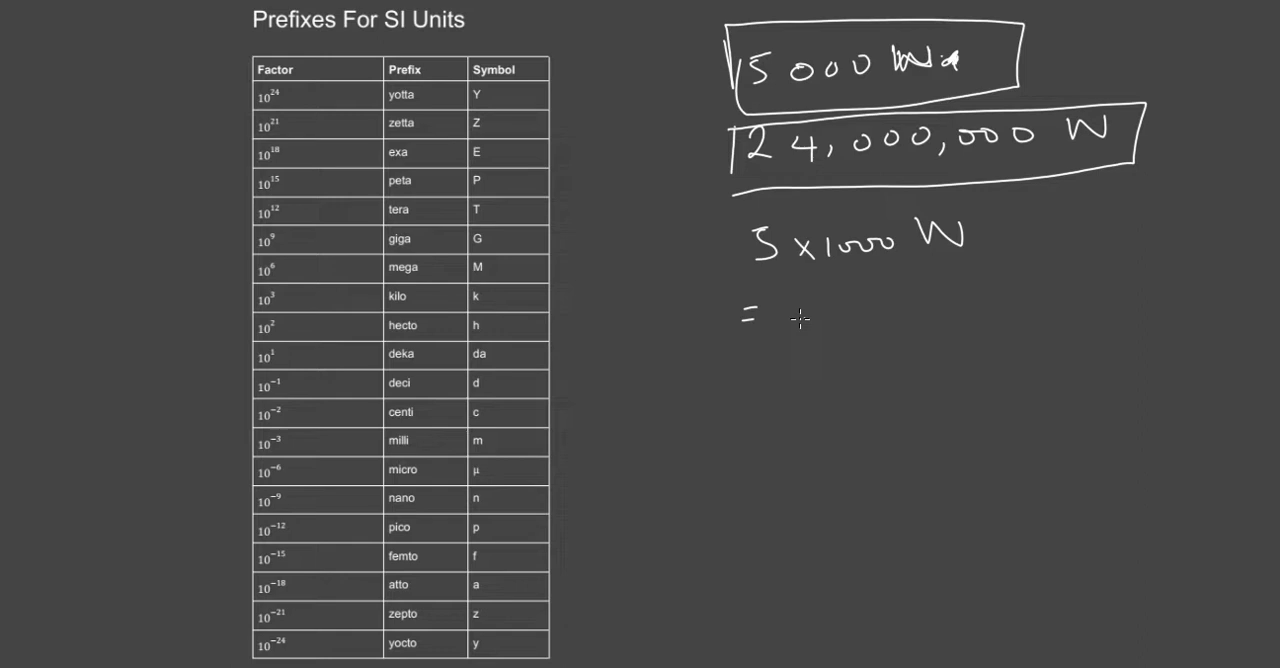 Prefixes For SI Units
Factor Prefix Symbol
10^24 yotta Y
10^21 zetta Z
10^18 exa E
10^15 peta P
10^12 tera T
10^9 giga G
10^6 mega M
10^3 kilo k
10^2 hecto h
10^1 deka da
10^−1 deci d
10^−2 centi c
10^−3 milli m
10^−6 micro μ
10^−9 nano n
10^−12 pico p
10^−15 femto f
10^−18 atto a
10^−21 zepto z
10^−24 yocto y
5000 W
24,000,000 W
5 x 1000 W
=